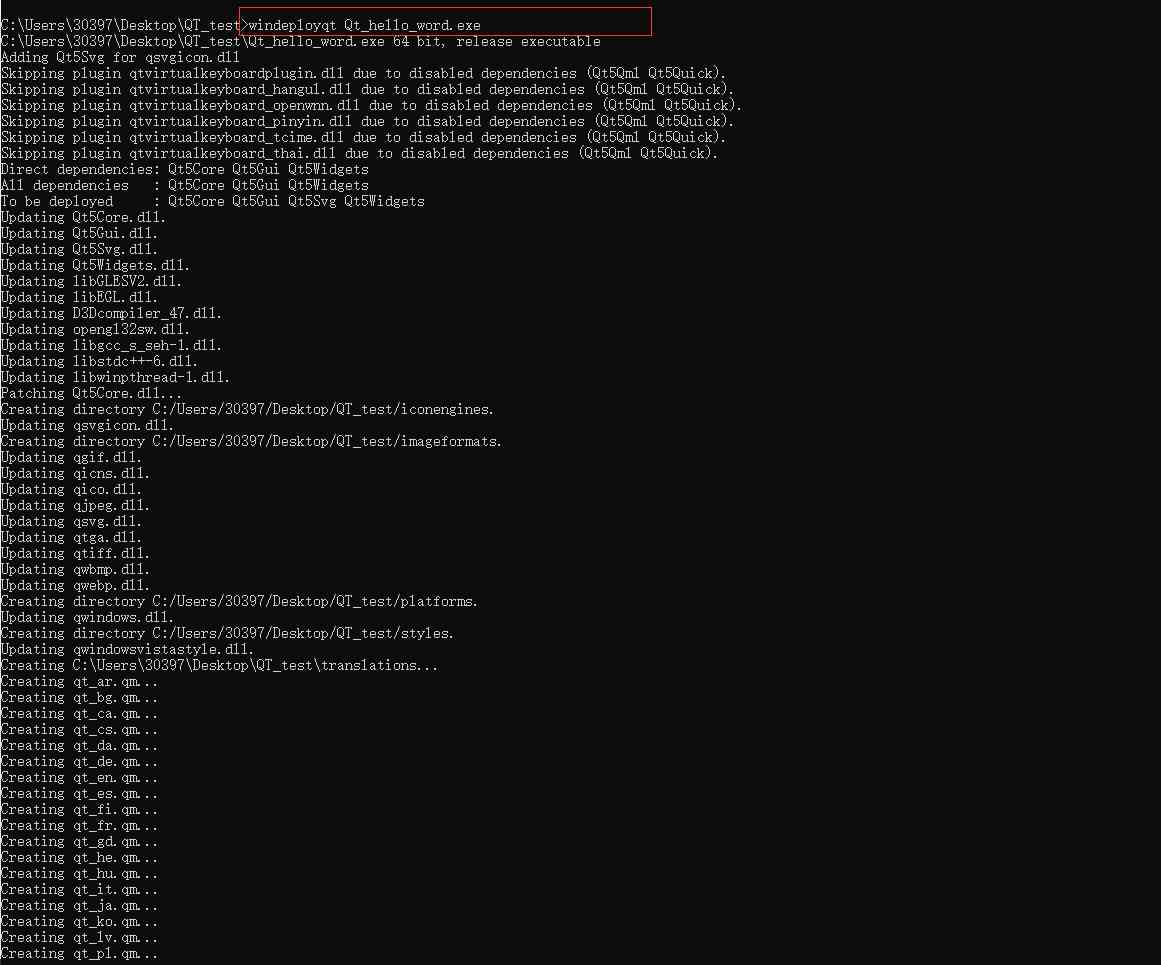 C:\Users\30397\Desktop\QT_test>windeployqt Qt_hello_word.exe
C:\Users\30397\Desktop\QT_test\Qt_hello_word.exe 64 bit, release executable
Adding Qt5Svg for qsvgicon.dll
Skipping plugin qtvirtualkeyboardplugin.dll due to disabled dependencies (Qt5Qml Qt5Quick).
Skipping plugin qtvirtualkeyboard_hangul.dll due to disabled dependencies (Qt5Qml Qt5Quick).
Skipping plugin qtvirtualkeyboard_openwnn.dll due to disabled dependencies (Qt5Qml Qt5Quick).
Skipping plugin qtvirtualkeyboard_pinyin.dll due to disabled dependencies (Qt5Qml Qt5Quick).
Skipping plugin qtvirtualkeyboard_tcime.dll due to disabled dependencies (Qt5Qml Qt5Quick).
Skipping plugin qtvirtualkeyboard_thai.dll due to disabled dependencies (Qt5Qml Qt5Quick).
Direct dependencies: Qt5Core Qt5Gui Qt5Widgets
All dependencies   : Qt5Core Qt5Gui Qt5Widgets
To be deployed     : Qt5Core Qt5Gui Qt5Svg Qt5Widgets
Updating Qt5Core.dll.
Updating Qt5Gui.dll.
Updating Qt5Svg.dll.
Updating Qt5Widgets.dll.
Updating libGLESV2.dll.
Updating libEGL.dll.
Updating D3Dcompiler_47.dll.
Updating opengl32sw.dll.
Updating libgcc_s_seh-1.dll.
Updating libstdc++-6.dll.
Updating libwinpthread-1.dll.
Patching Qt5Core.dll...
Creating directory C:/Users/30397/Desktop/QT_test/iconengines.
Updating qsvgicon.dll.
Creating directory C:/Users/30397/Desktop/QT_test/imageformats.
Updating qgif.dll.
Updating qicns.dll.
Updating qico.dll.
Updating qjpeg.dll.
Updating qsvg.dll.
Updating qtga.dll.
Updating qtiff.dll.
Updating qwbmp.dll.
Updating qwebp.dll.
Creating directory C:/Users/30397/Desktop/QT_test/platforms.
Updating qwindows.dll.
Creating directory C:/Users/30397/Desktop/QT_test/styles.
Updating qwindowsvistastyle.dll.
Creating C:\Users\30397\Desktop\QT_test\translations...
Creating qt_ar.qm...
Creating qt_bg.qm...
Creating qt_ca.qm...
Creating qt_cs.qm...
Creating qt_da.qm...
Creating qt_de.qm...
Creating qt_en.qm...
Creating qt_es.qm...
Creating qt_fi.qm...
Creating qt_fr.qm...
Creating qt_gd.qm...
Creating qt_he.qm...
Creating qt_hu.qm...
Creating qt_it.qm...
Creating qt_ja.qm...
Creating qt_ko.qm...
Creating qt_lv.qm...
Creating qt_pl.qm...